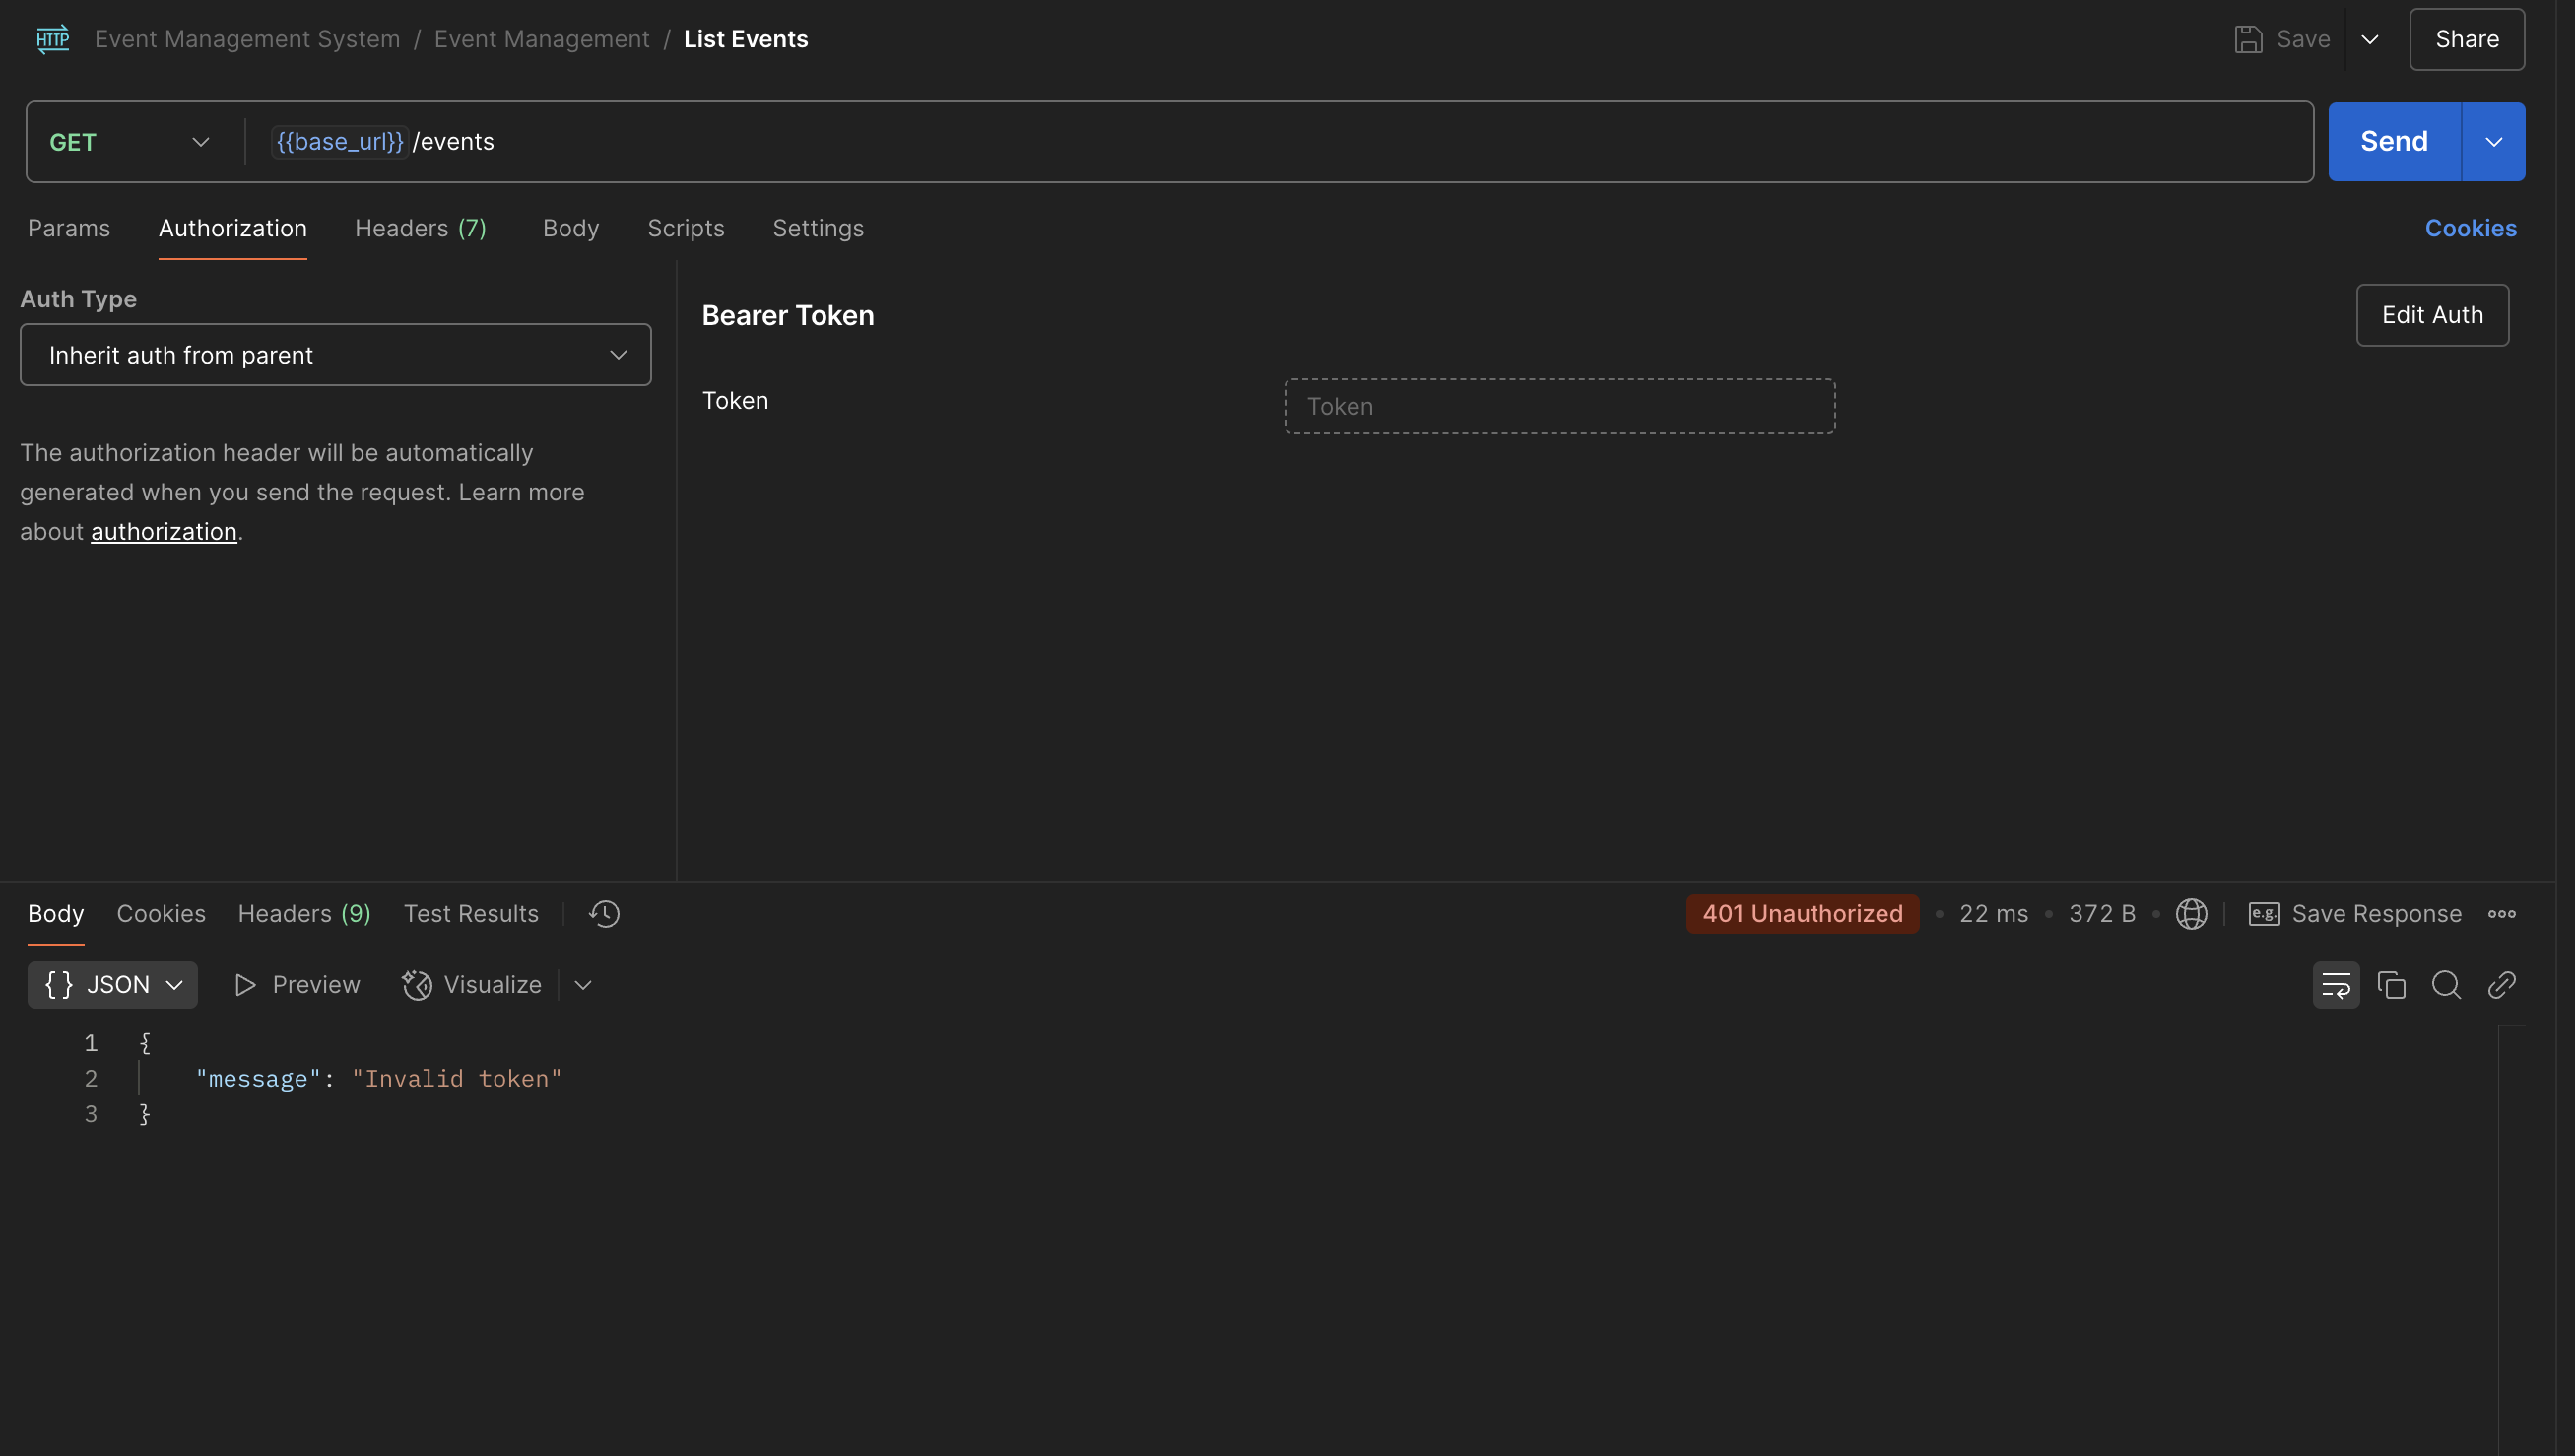 HTTP Event Management System / Event Management / List Events Save Share
GET {{base_url}}/events Send
Params Authorization Headers (7) Body Scripts Settings Cookies
Auth Type
Inherit auth from parent
The authorization header will be automatically
generated when you send the request. Learn more
about authorization.
Bearer Token Edit Auth
Token Token
Body Cookies Headers (9) Test Results 401 Unauthorized • 22 ms • 372 B • e.g. Save Response
{} JSON Preview Visualize
1 {
2 "message": "Invalid token"
3 }